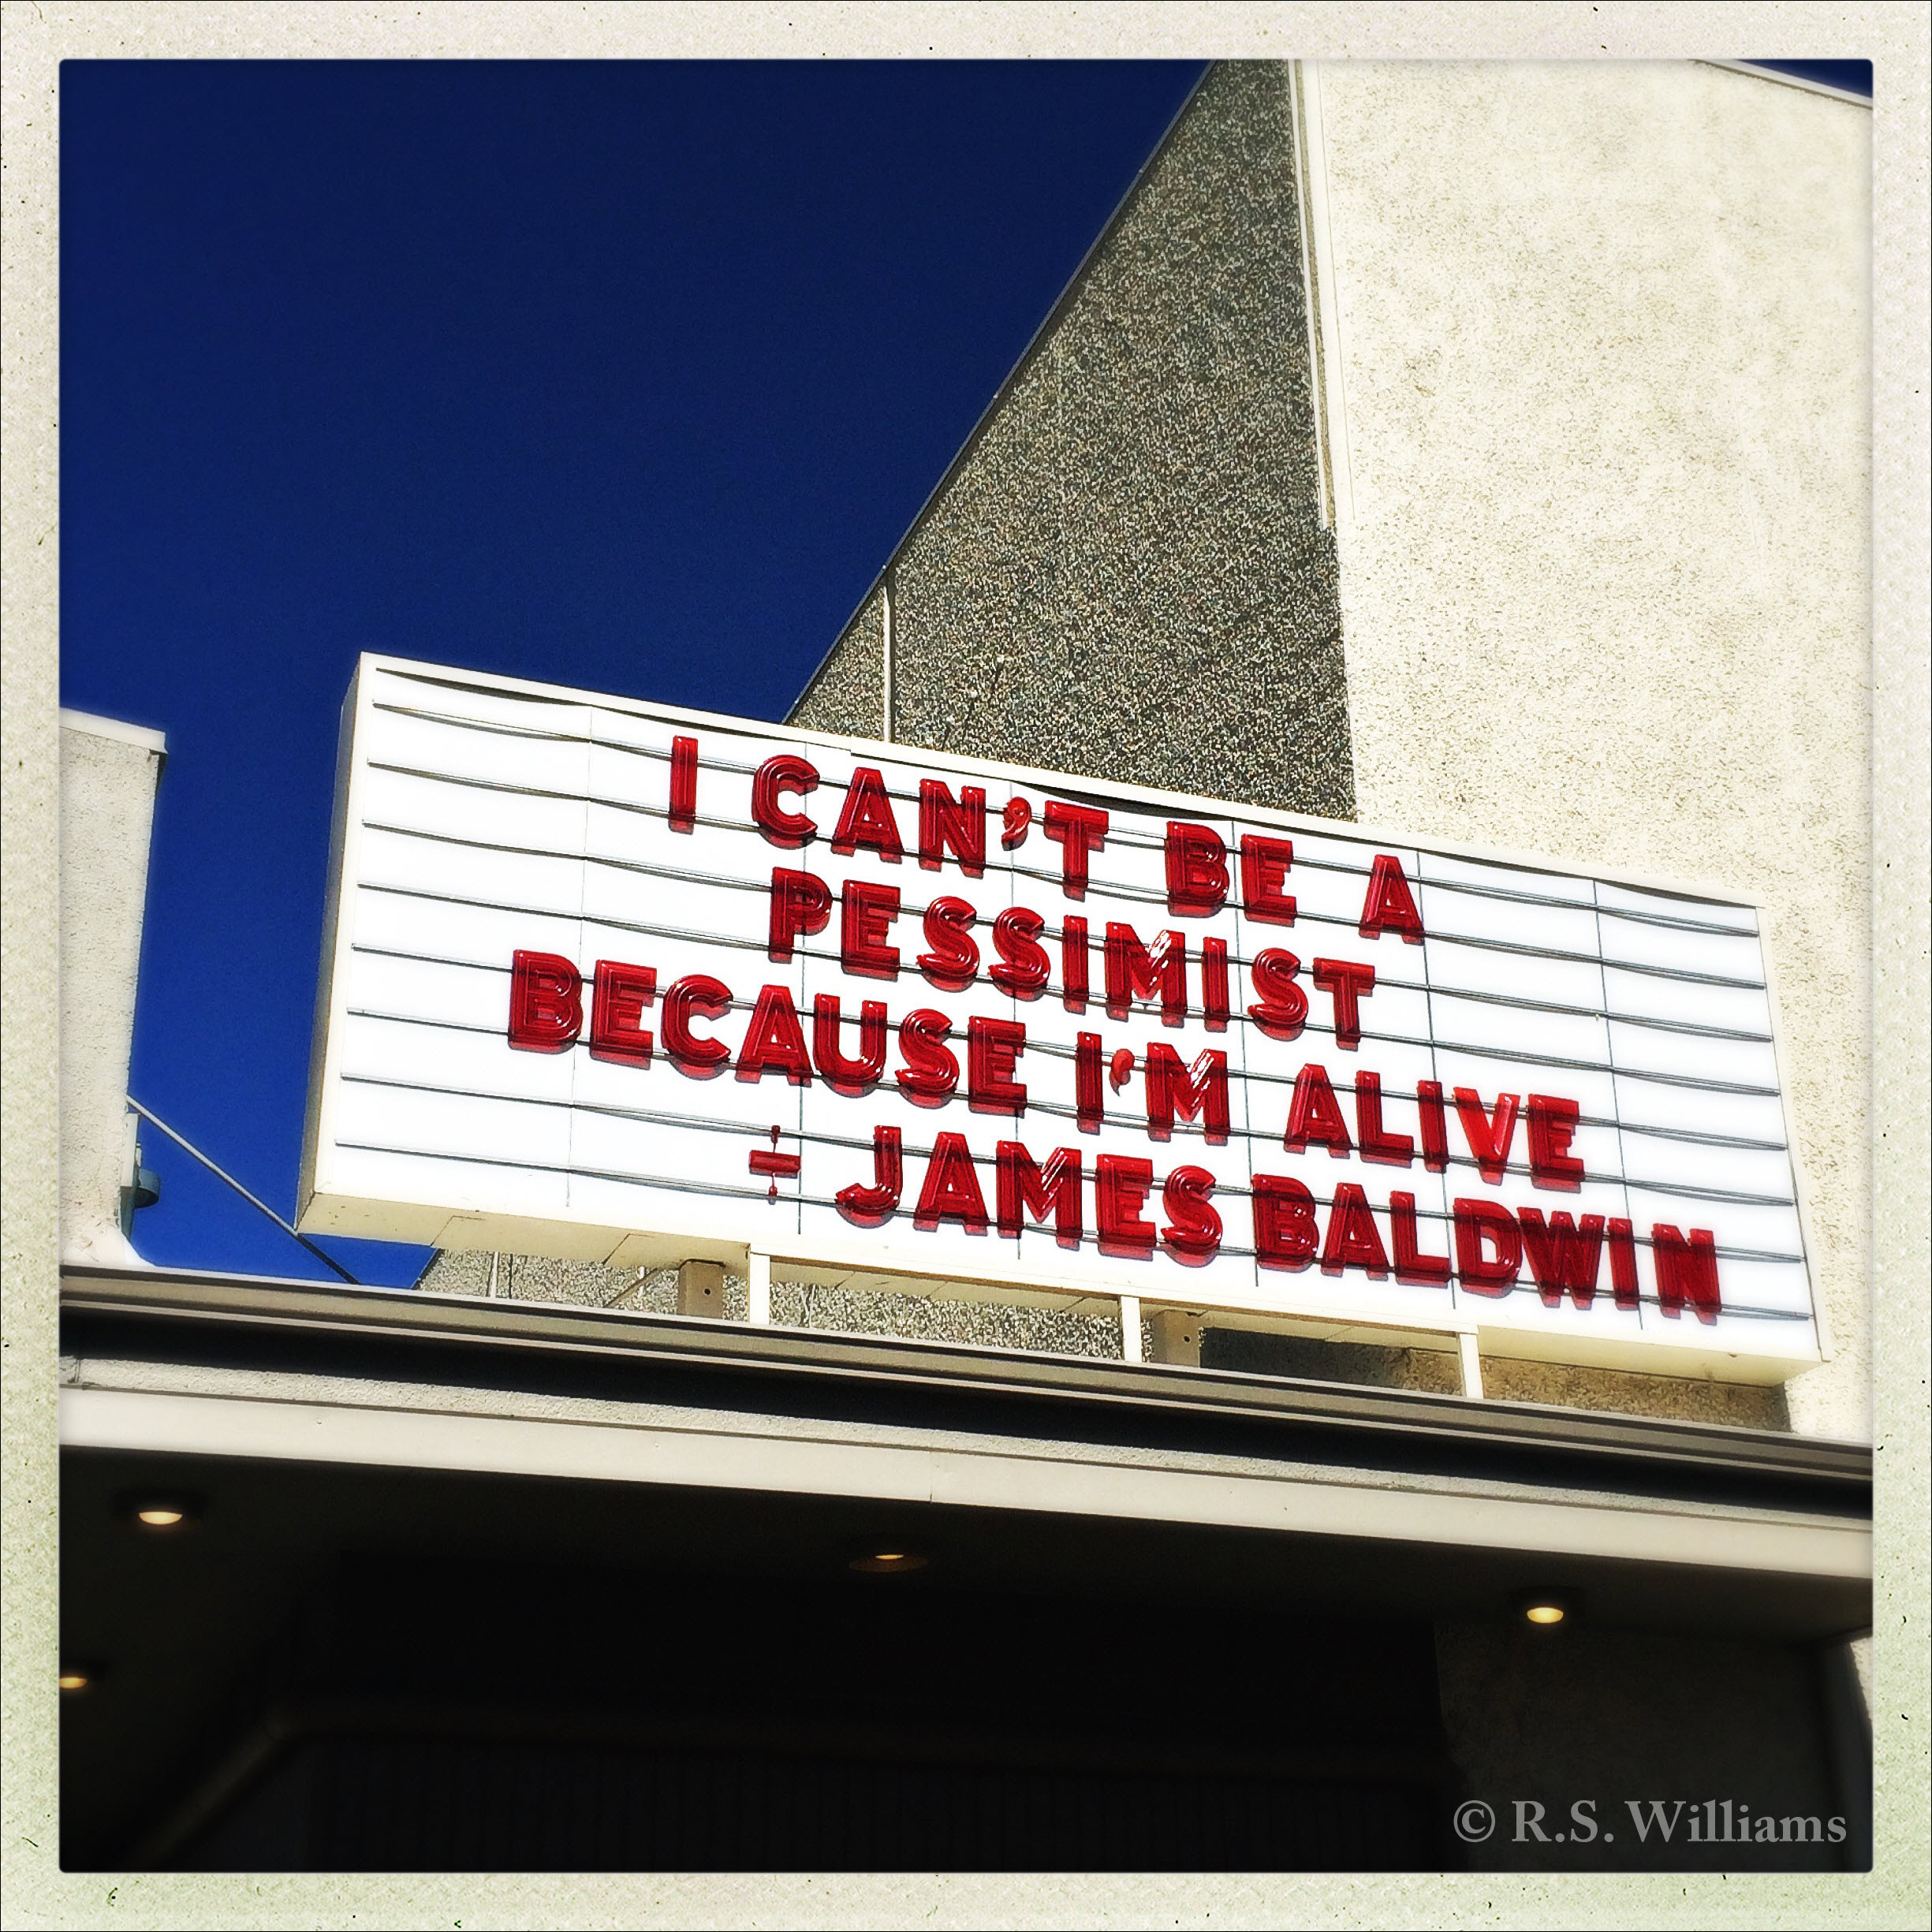 I CAN'T BE A
PESSIMIST
BECAUSE I'M ALIVE
- JAMES BALDWIN
© R.S. Williams